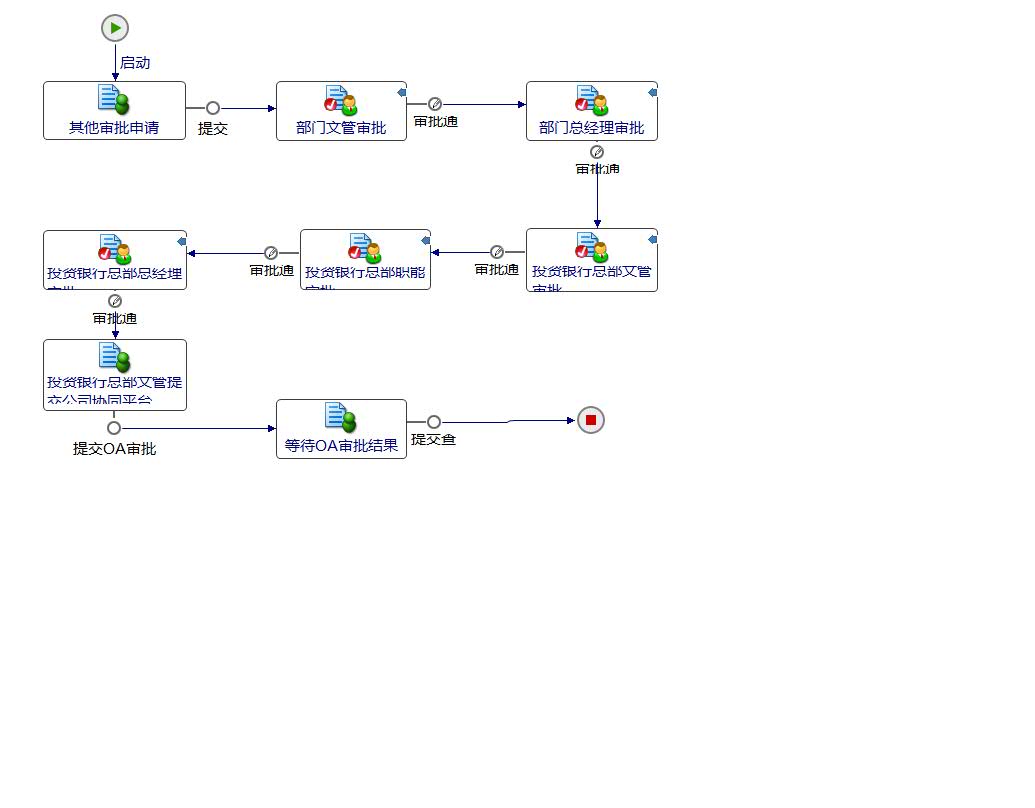 启动
其他审批申请
提交
部门文管审批
审批通
部门总经理审批
审批通
投资银行总部总经理
审批
审批通
投资银行总部职能
审批
审批通
投资银行总部文管
审批
审批通
投资银行总部文管提
交公司协同平台
提交OA审批
等待OA审批结果
提交